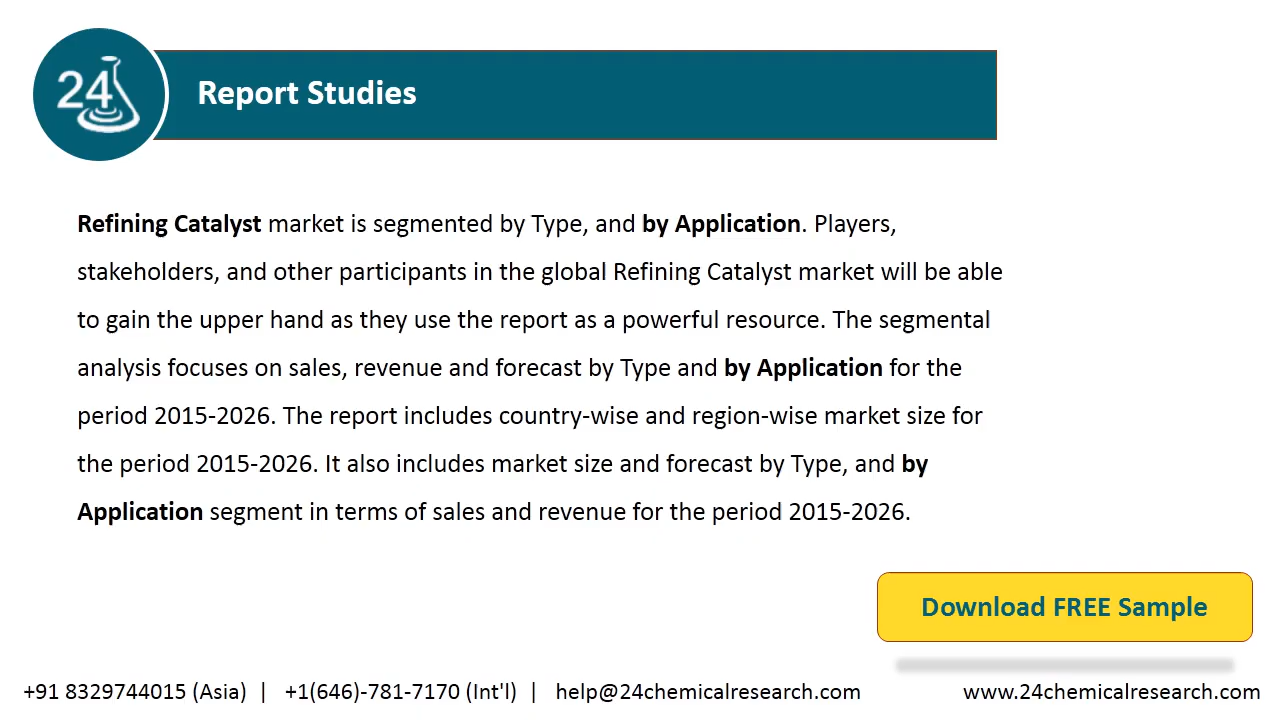 24
Report Studies
Refining Catalyst market is segmented by Type, and by Application. Players,
stakeholders, and other participants in the global Refining Catalyst market will be able
to gain the upper hand as they use the report as a powerful resource. The segmental
analysis focuses on sales, revenue and forecast by Type and by Application for the
period 2015-2026. The report includes country-wise and region-wise market size for
the period 2015-2026. It also includes market size and forecast by Type, and by
Application segment in terms of sales and revenue for the period 2015-2026.
Download FREE Sample
+91 8329744015 (Asia) | +1(646)-781-7170 (Int'l) | help@24chemicalresearch.com www.24chemicalresearch.com